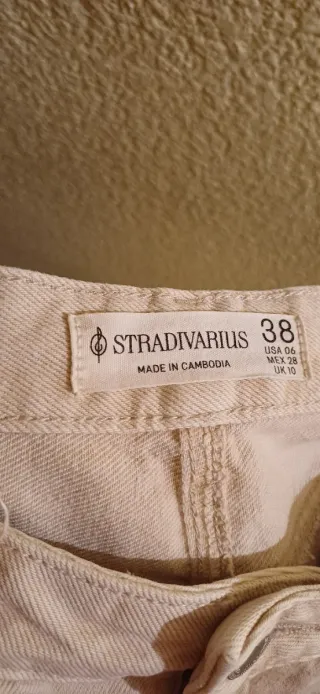 STRADIVARIUS
MADE IN CAMBODIA
38
USA 06
MEX 28
UK 10